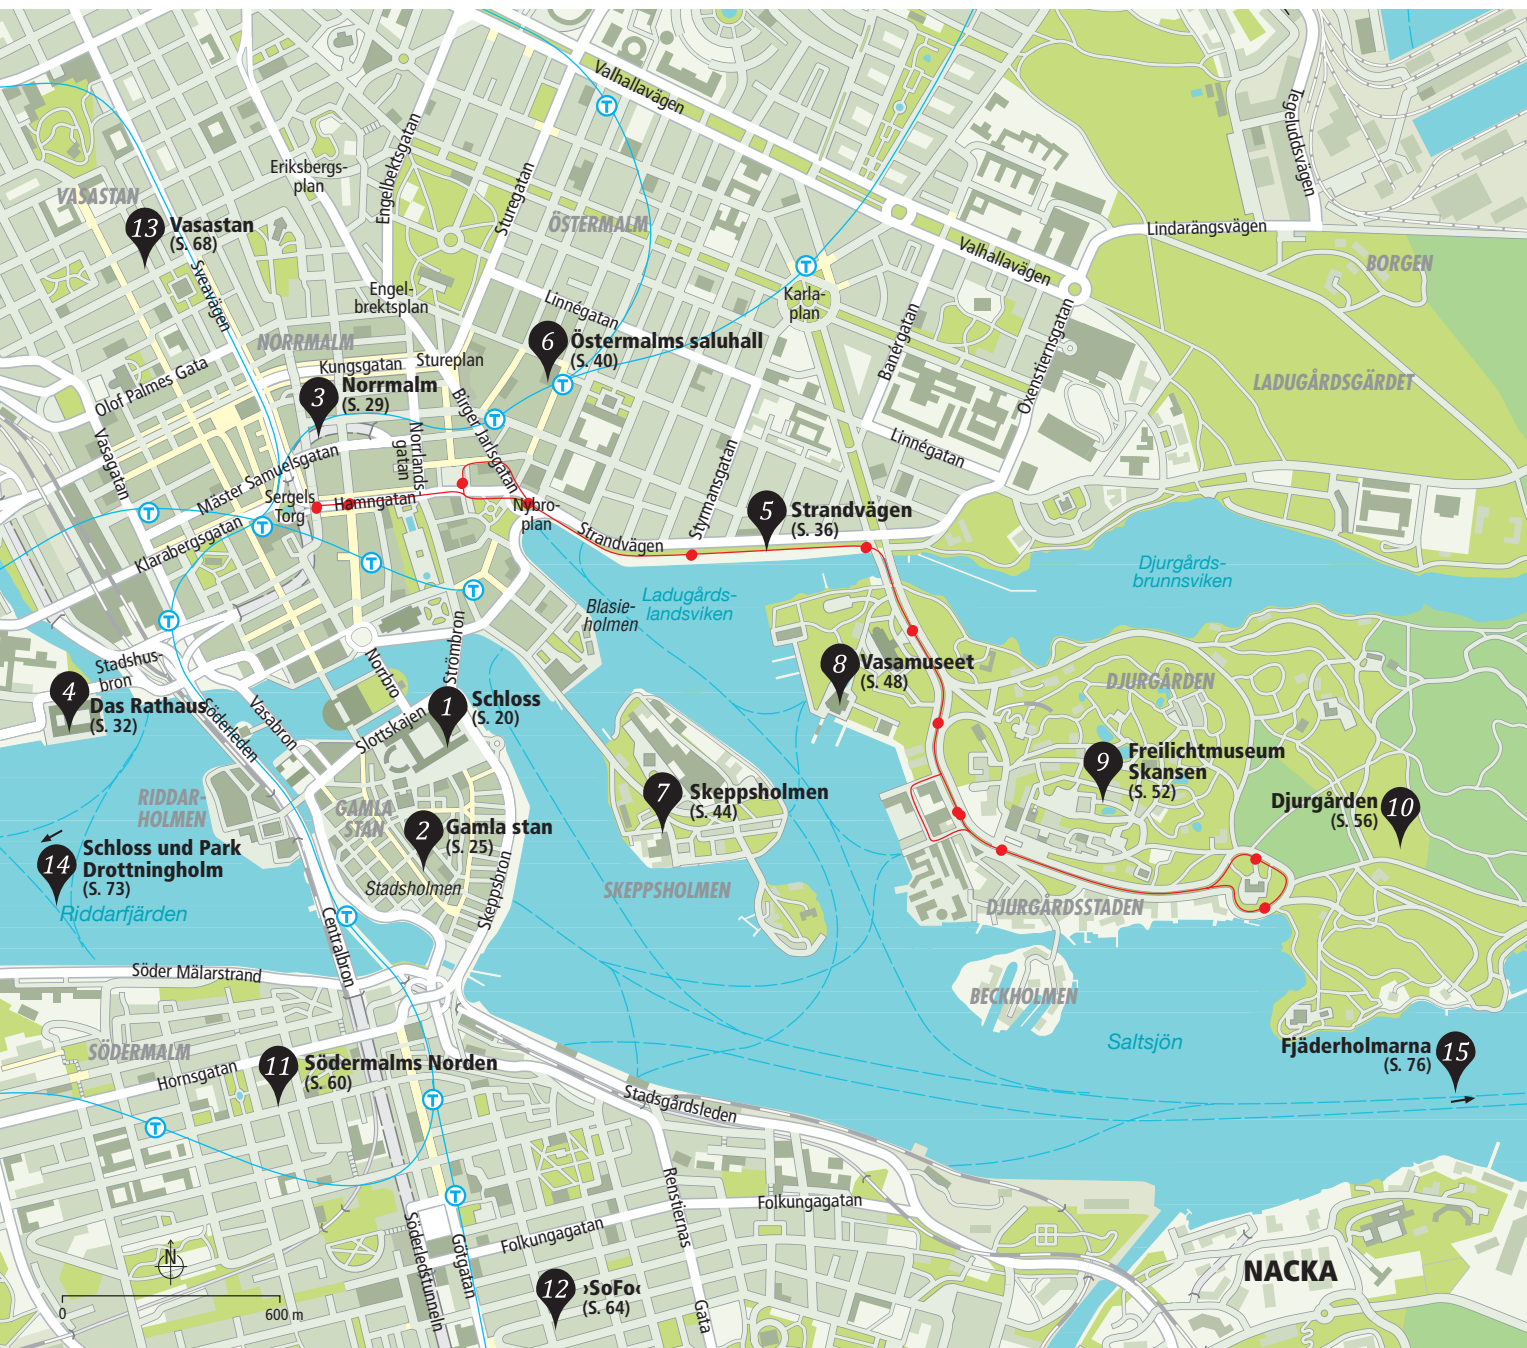 Valhallavägen
Tegeluddsvägen
Eriksbergs-
plan
Engelbektsgatan
Sturegatan
VASASTAN
13
Vasastan
(S. 68)
ÖSTERMALM
Lindarängsvägen
Valhallavägen
BORGEN
Sveavägen
Engel-
brektsplan
Linnégatan
Karla-
plan
NORRMALM
6
Östermalms saluhall
(S. 40)
Banérgatan
Oxenstiernsgatan
Kungsgatan
Stureplan
Olof Palmes Gata
3
Norrmalm
(S. 29)
LADUGÅRDSGÄRDET
Birger Jarlsgatan
Vasagatan
Norrlands-
gatan
Linnégatan
Mäster Samuelsgatan
Styrmansgatan
Sergels
Torg
Hamngatan
Nybro-
plan
5
Strandvägen
(S. 36)
Klarabergsgatan
Strandvägen
Djurgårds-
brunnsviken
Blasie-
holmen
Ladugårds-
landsviken
Stadshus-
bron
Norrbro
Strömbron
8
Vasamuseet
(S. 48)
DJURGÅRDEN
4
Das Rathaus
(S. 32)
Söderleden
Vasabron
Slottskajen
1
Schloss
(S. 20)
9
Freilichtmuseum
Skansen
(S. 52)
RIDDAR-
HOLMEN
GAMLA
STAN
7
Skeppsholmen
(S. 44)
Djurgården
(S. 56)
10
2
Gamla stan
(S. 25)
14
Schloss und Park
Drottningholm
(S. 73)
Riddarfjärden
Stadsholmen
Skeppsbron
SKEPPSHOLMEN
DJURGÅRDSSTADEN
Centralbron
Söder Mälarstrand
BECKHOLMEN
SÖDERMALM
Saltsjön
Fjäderholmarna
(S. 76)
15
Hornsgatan
11
Södermalms Norden
(S. 60)
Stadsgårdsleden
Renstiernas
Gata
Folkungagatan
Folkungagatan
Söderledstunneln
Götgatan
12
›SoFo‹
(S. 64)
NACKA
N
0
600 m
T
T
T
T
T
T
T
T
T
T
T
T
T